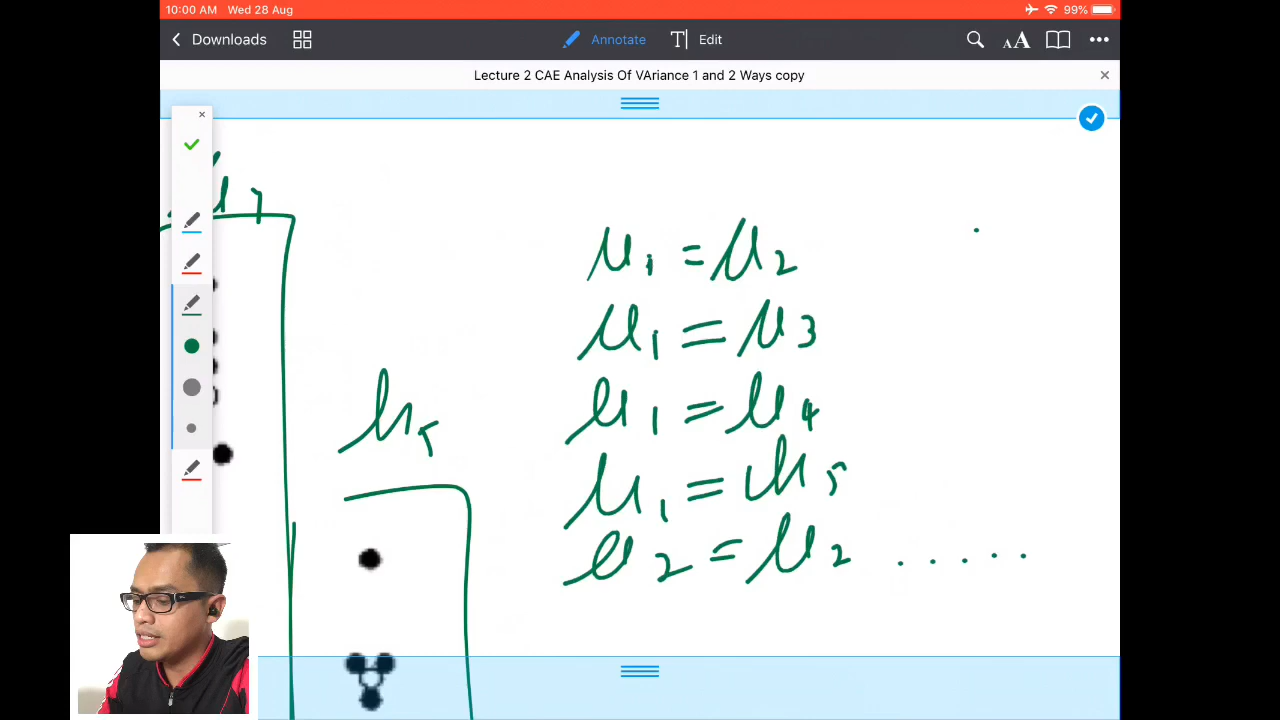 10:00 AM Wed 28 Aug 99%
Downloads Annotate T Edit AA
Lecture 2 CAE Analysis Of VAriance 1 and 2 Ways copy
μ5
μ1 = μ2
μ1 = μ3
μ1 = μ4
μ1 = μ5
μ2 = μ2 .....